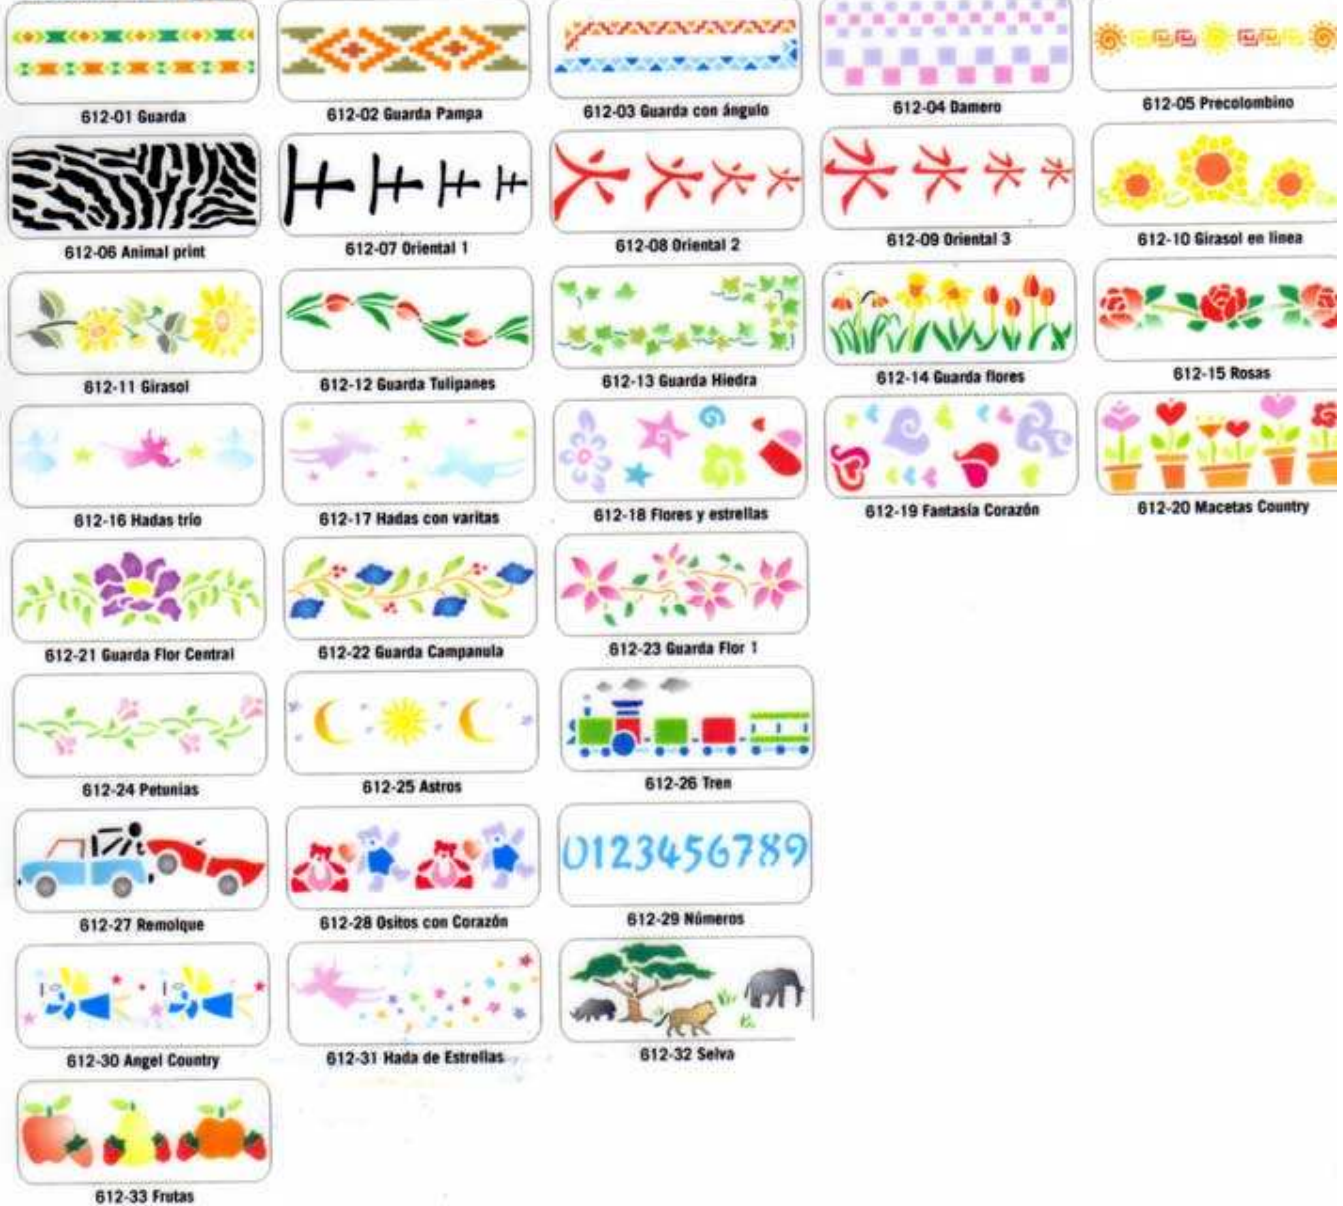 612-01 Guarda
612-02 Guarda Pampa
612-03 Guarda con ángulo
612-04 Damero
612-05 Precolombino
612-06 Animal print
612-07 Oriental 1
612-08 Oriental 2
612-09 Oriental 3
612-10 Girasol en linea
612-11 Girasol
612-12 Guarda Tulipanes
612-13 Guarda Hiedra
612-14 Guarda flores
612-15 Rosas
612-16 Hadas trío
612-17 Hadas con varitas
612-18 Flores y estrellas
612-19 Fantasía Corazón
612-20 Macetas Country
612-21 Guarda Flor Central
612-22 Guarda Campanula
612-23 Guarda Flor 1
612-24 Petunias
612-25 Astros
612-26 Tren
0123456789
612-27 Remolque
612-28 Ositos con Corazón
612-29 Números
612-30 Angel Country
612-31 Hada de Estrellas
612-32 Selva
612-33 Frutas